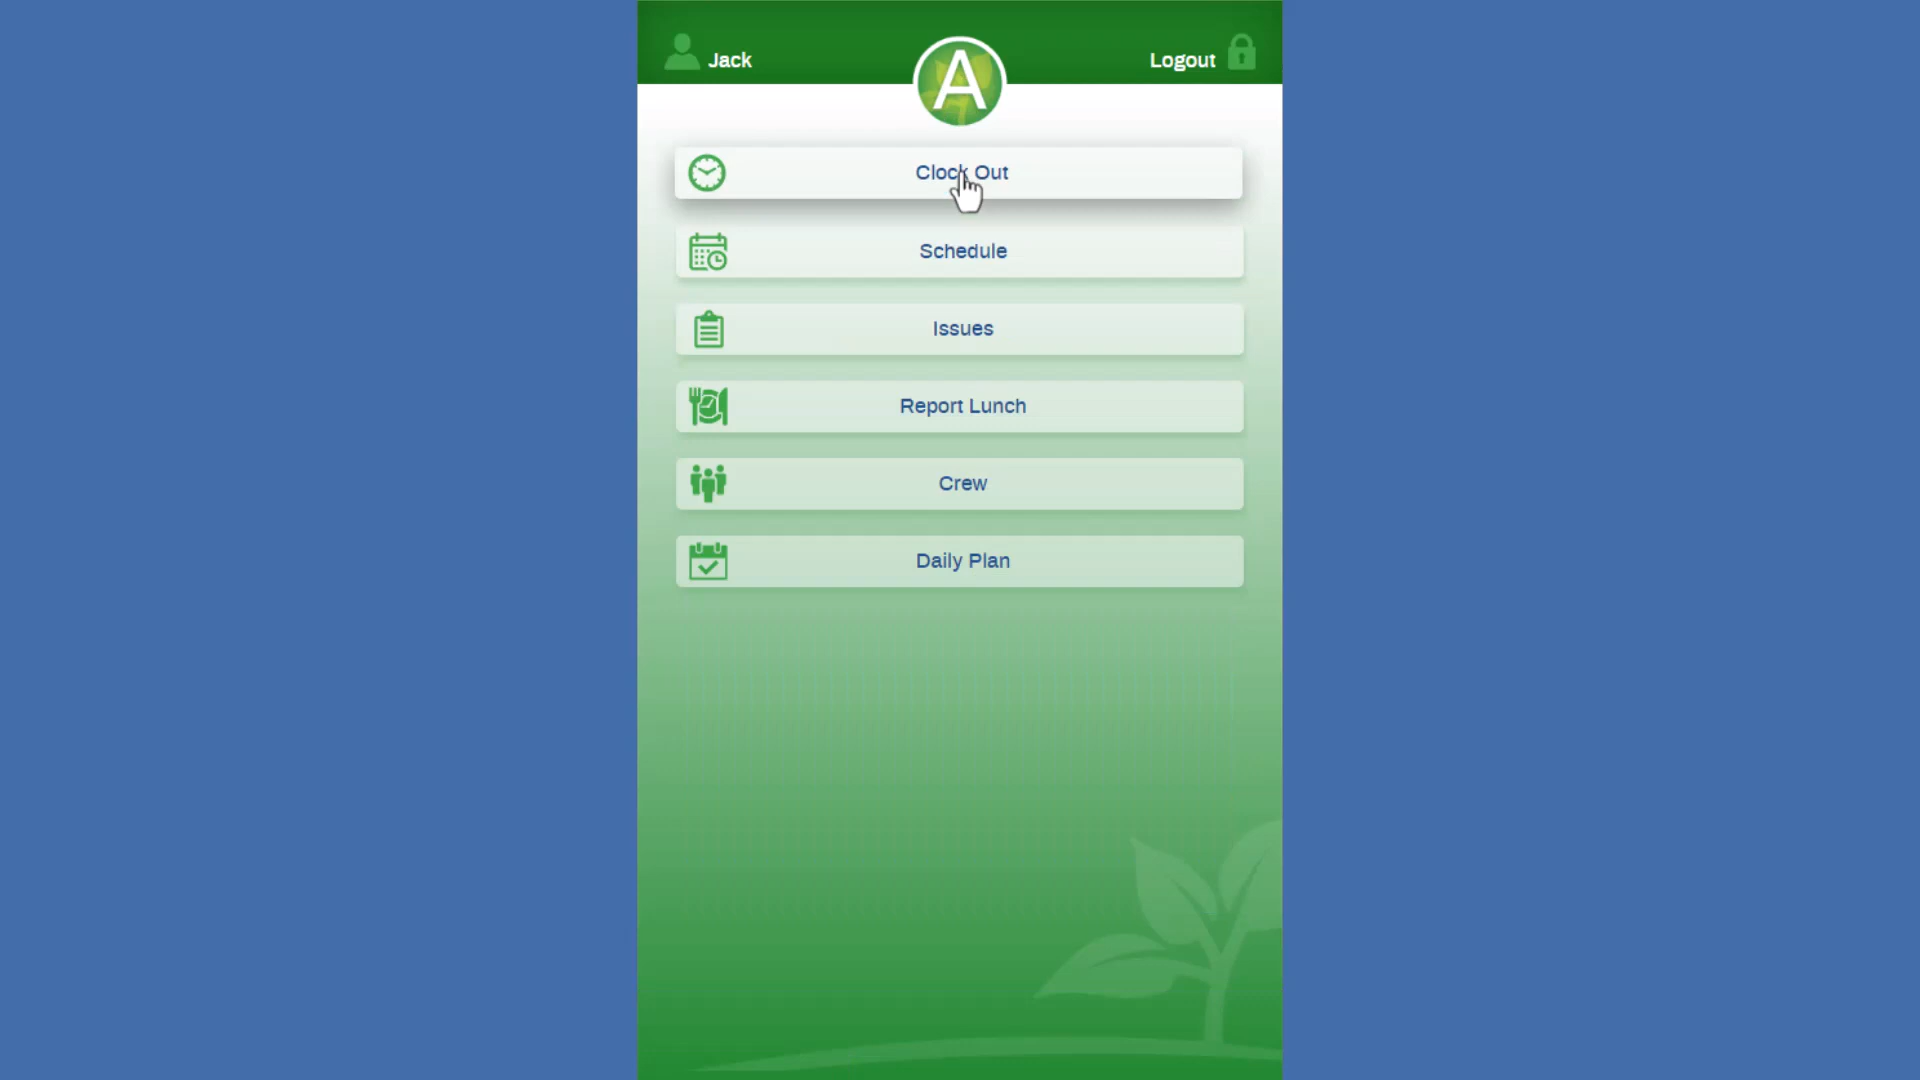 Jack
A
Logout
Clock Out
Schedule
Issues
Report Lunch
Crew
Daily Plan